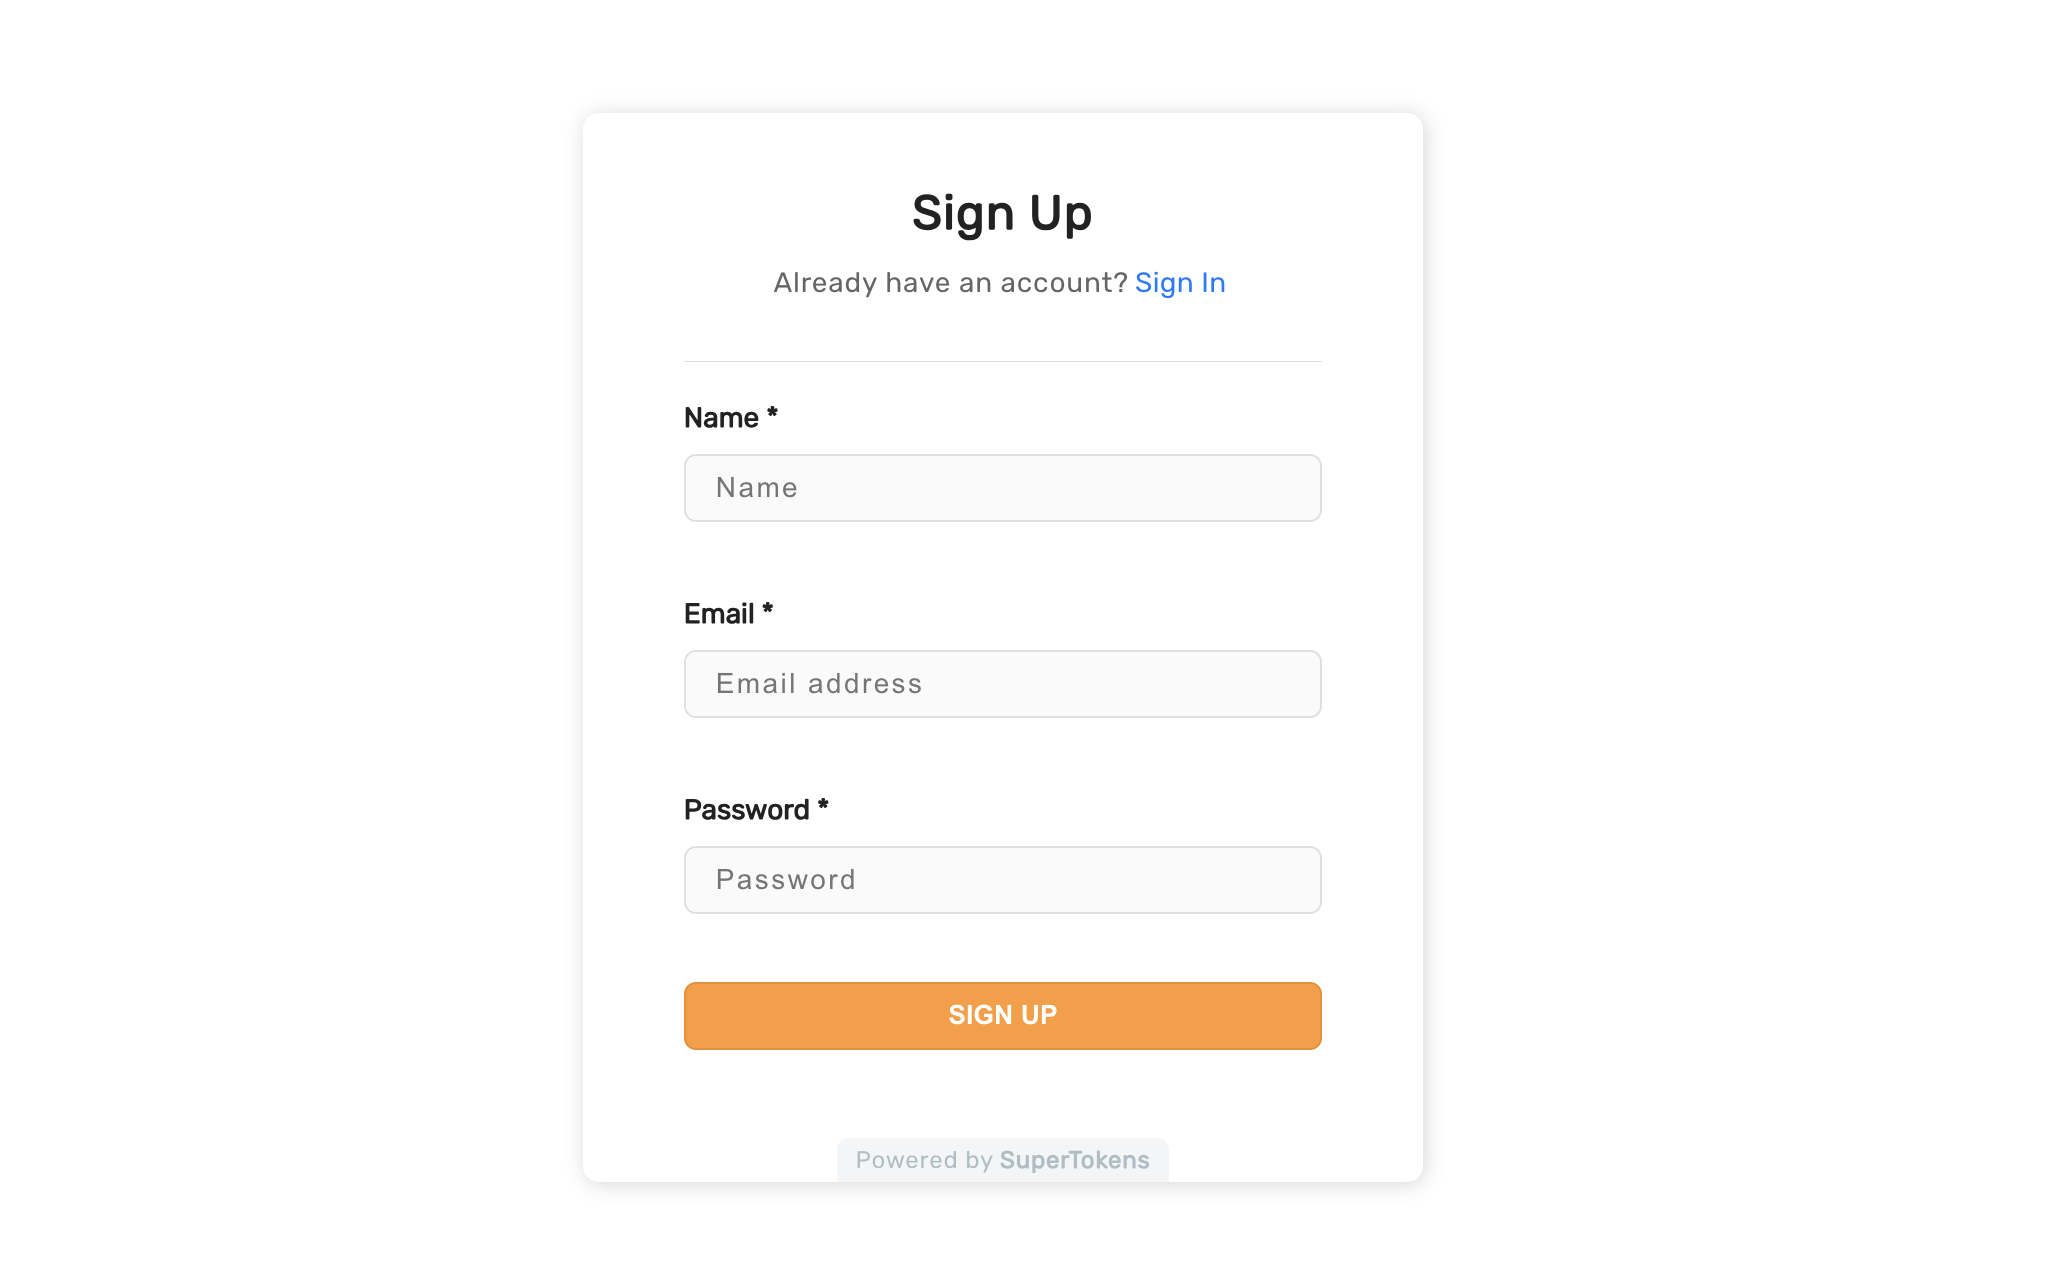 Sign Up
Already have an account? Sign In
Name *
Name
Email *
Email address
Password *
Password
SIGN UP
Powered by SuperTokens